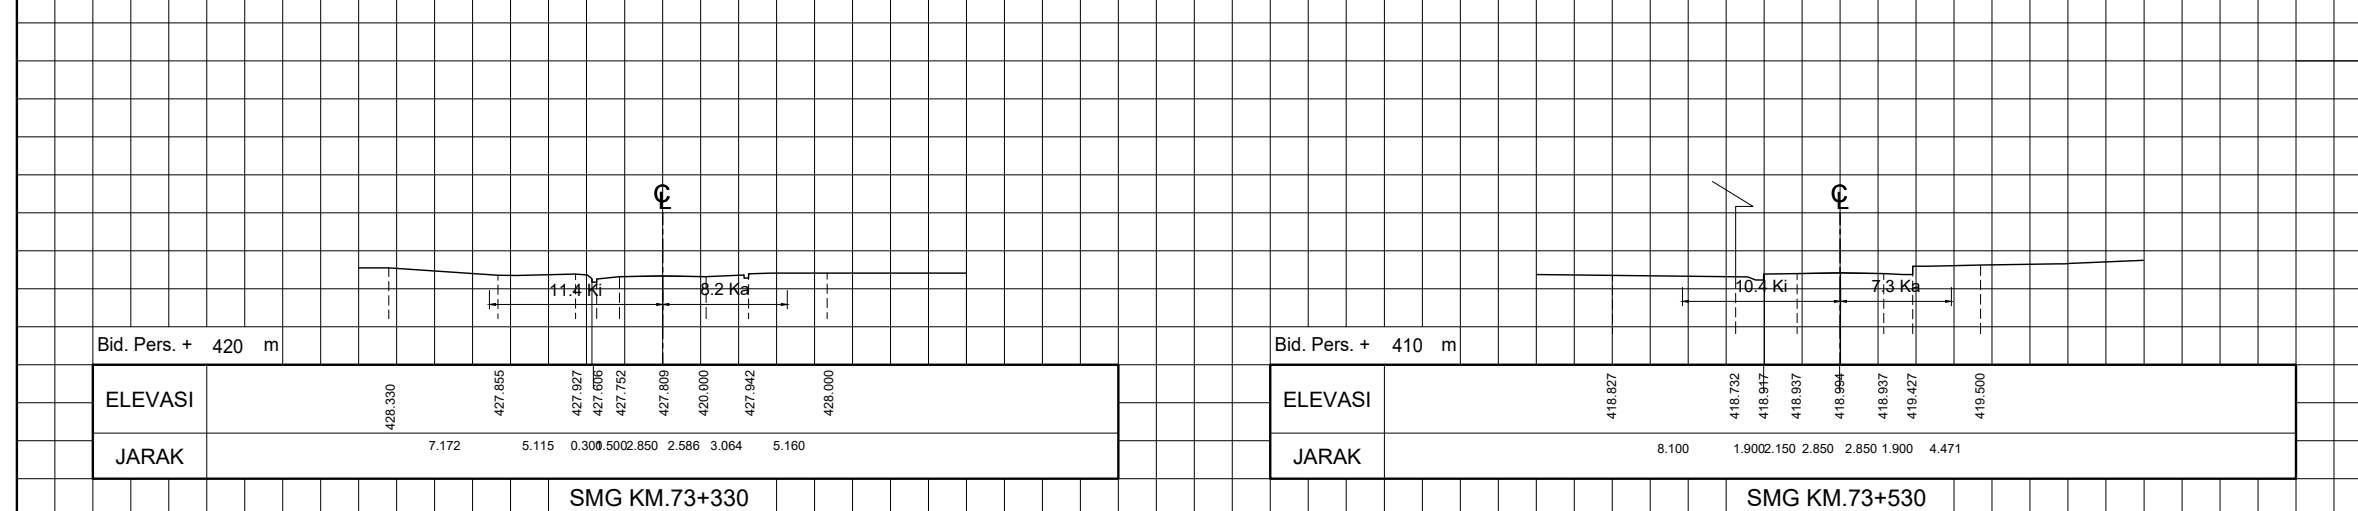 ℄
11.4 Ki 8.2 Ka
Bid. Pers. + 420 m
ELEVASI 428.330 427.855 427.927 427.606 427.752 427.809 420.600 427.942 428.000
JARAK 7.172 5.115 0.300 1.500 2.850 2.586 3.064 5.160
SMG KM.73+330
℄
10.4 Ki 7.3 Ka
Bid. Pers. + 410 m
ELEVASI 418.827 418.732 418.917 418.937 418.994 418.937 419.427 419.500
JARAK 8.100 1.900 2.150 2.850 2.850 1.900 4.471
SMG KM.73+530